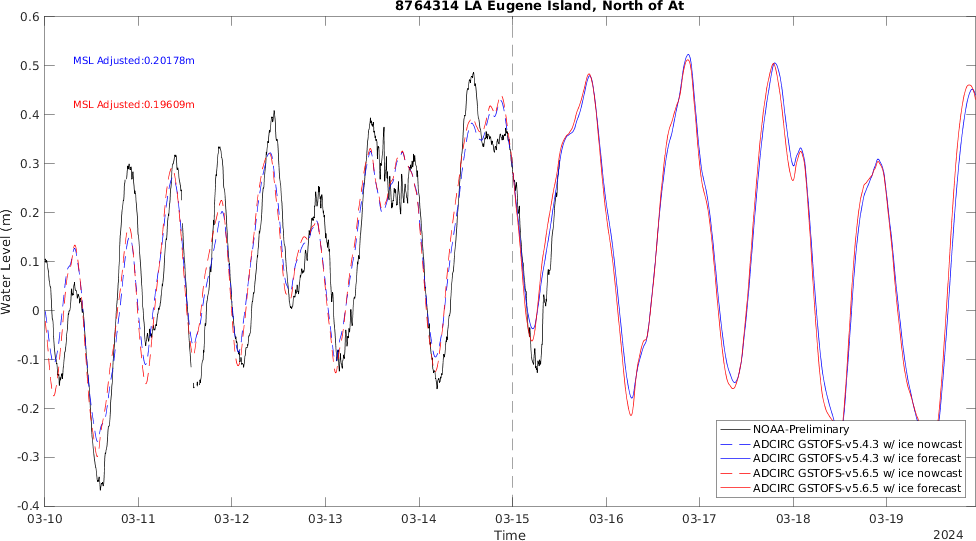 8764314 LA Eugene Island, North of At
MSL Adjusted:0.20178m
MSL Adjusted:0.19609m
Water Level (m)
0.6
0.5
0.4
0.3
0.2
0.1
0
-0.1
-0.2
-0.3
-0.4
NOAA-Preliminary
ADCIRC GSTOFS-v5.4.3 w/ ice nowcast
ADCIRC GSTOFS-v5.4.3 w/ ice forecast
ADCIRC GSTOFS-v5.6.5 w/ ice nowcast
ADCIRC GSTOFS-v5.6.5 w/ ice forecast
03-10 03-11 03-12 03-13 03-14 03-15 03-16 03-17 03-18 03-19
Time
2024